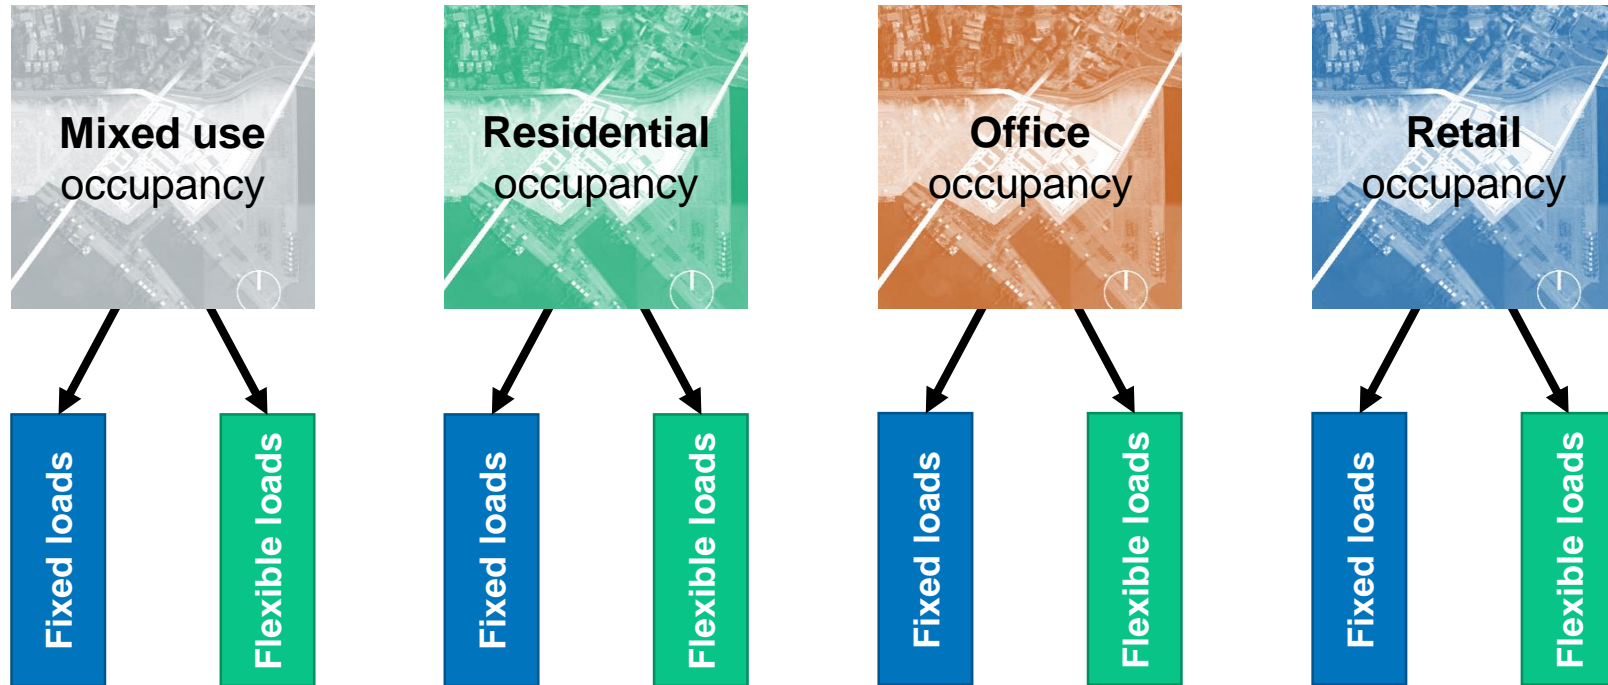 Mixed use
occupancy
Residential
occupancy
Office
occupancy
Retail
occupancy
Fixed loads
Flexible loads
Fixed loads
Flexible loads
Fixed loads
Flexible loads
Fixed loads
Flexible loads